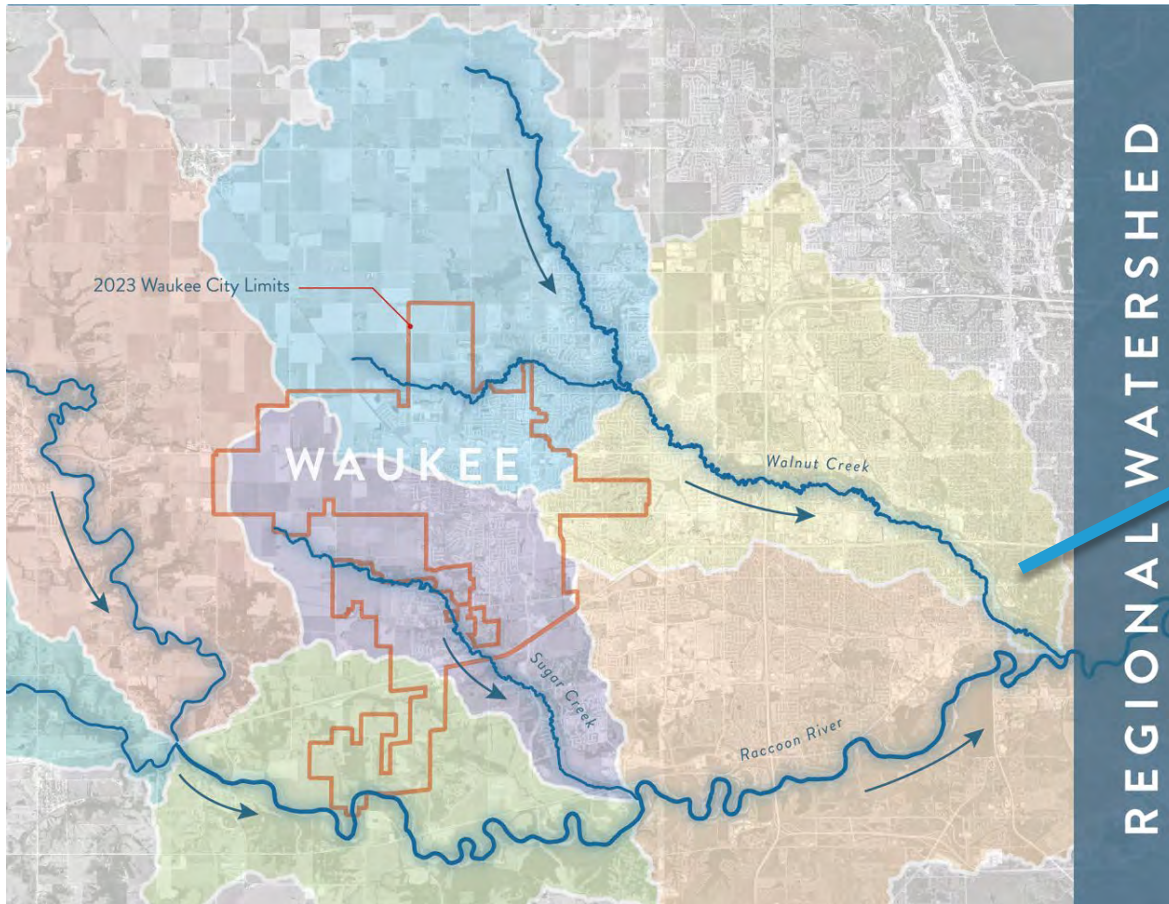 2023 Waukee City Limits
WAUKEE
Walnut Creek
Sugar Creek
Raccoon River
REGIONAL WATERSHED